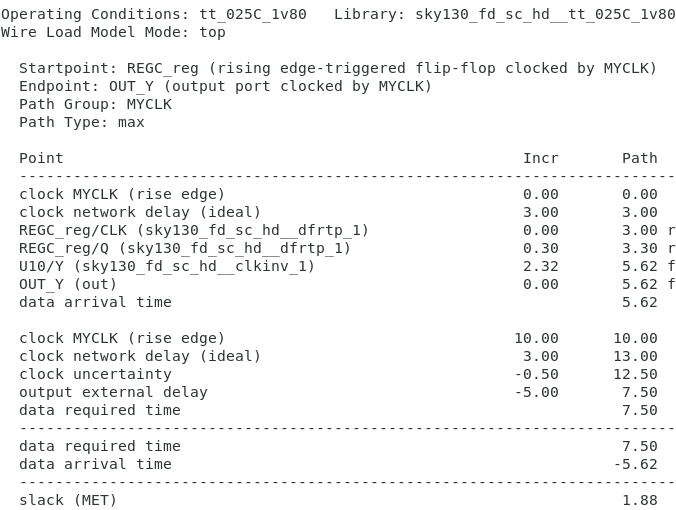 Operating Conditions: tt_025C_1v80   Library: sky130_fd_sc_hd__tt_025C_1v80
Wire Load Model Mode: top
Startpoint: REGC_reg (rising edge-triggered flip-flop clocked by MYCLK)
Endpoint: OUT_Y (output port clocked by MYCLK)
Path Group: MYCLK
Path Type: max
Point                                                   Incr       Path
-------------------------------------------------------------------------
clock MYCLK (rise edge)                                 0.00       0.00
clock network delay (ideal)                             3.00       3.00
REGC_reg/CLK (sky130_fd_sc_hd__dfrtp_1)                 0.00       3.00 r
REGC_reg/Q (sky130_fd_sc_hd__dfrtp_1)                   0.30       3.30 r
U10/Y (sky130_fd_sc_hd__clkinv_1)                       2.32       5.62 f
OUT_Y (out)                                             0.00       5.62 f
data arrival time                                                  5.62
clock MYCLK (rise edge)                                10.00      10.00
clock network delay (ideal)                             3.00      13.00
clock uncertainty                                      -0.50      12.50
output external delay                                  -5.00       7.50
data required time                                                 7.50
-------------------------------------------------------------------------
data required time                                                 7.50
data arrival time                                                 -5.62
-------------------------------------------------------------------------
slack (MET)                                                        1.88